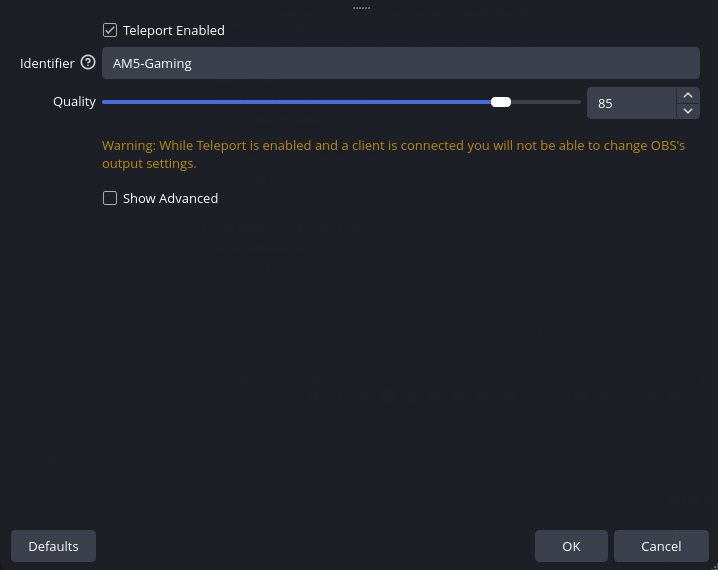 Teleport Enabled
Identifier ? AM5-Gaming
Quality 85
Warning: While Teleport is enabled and a client is connected you will not be able to change OBS's
output settings.
Show Advanced
Defaults OK Cancel